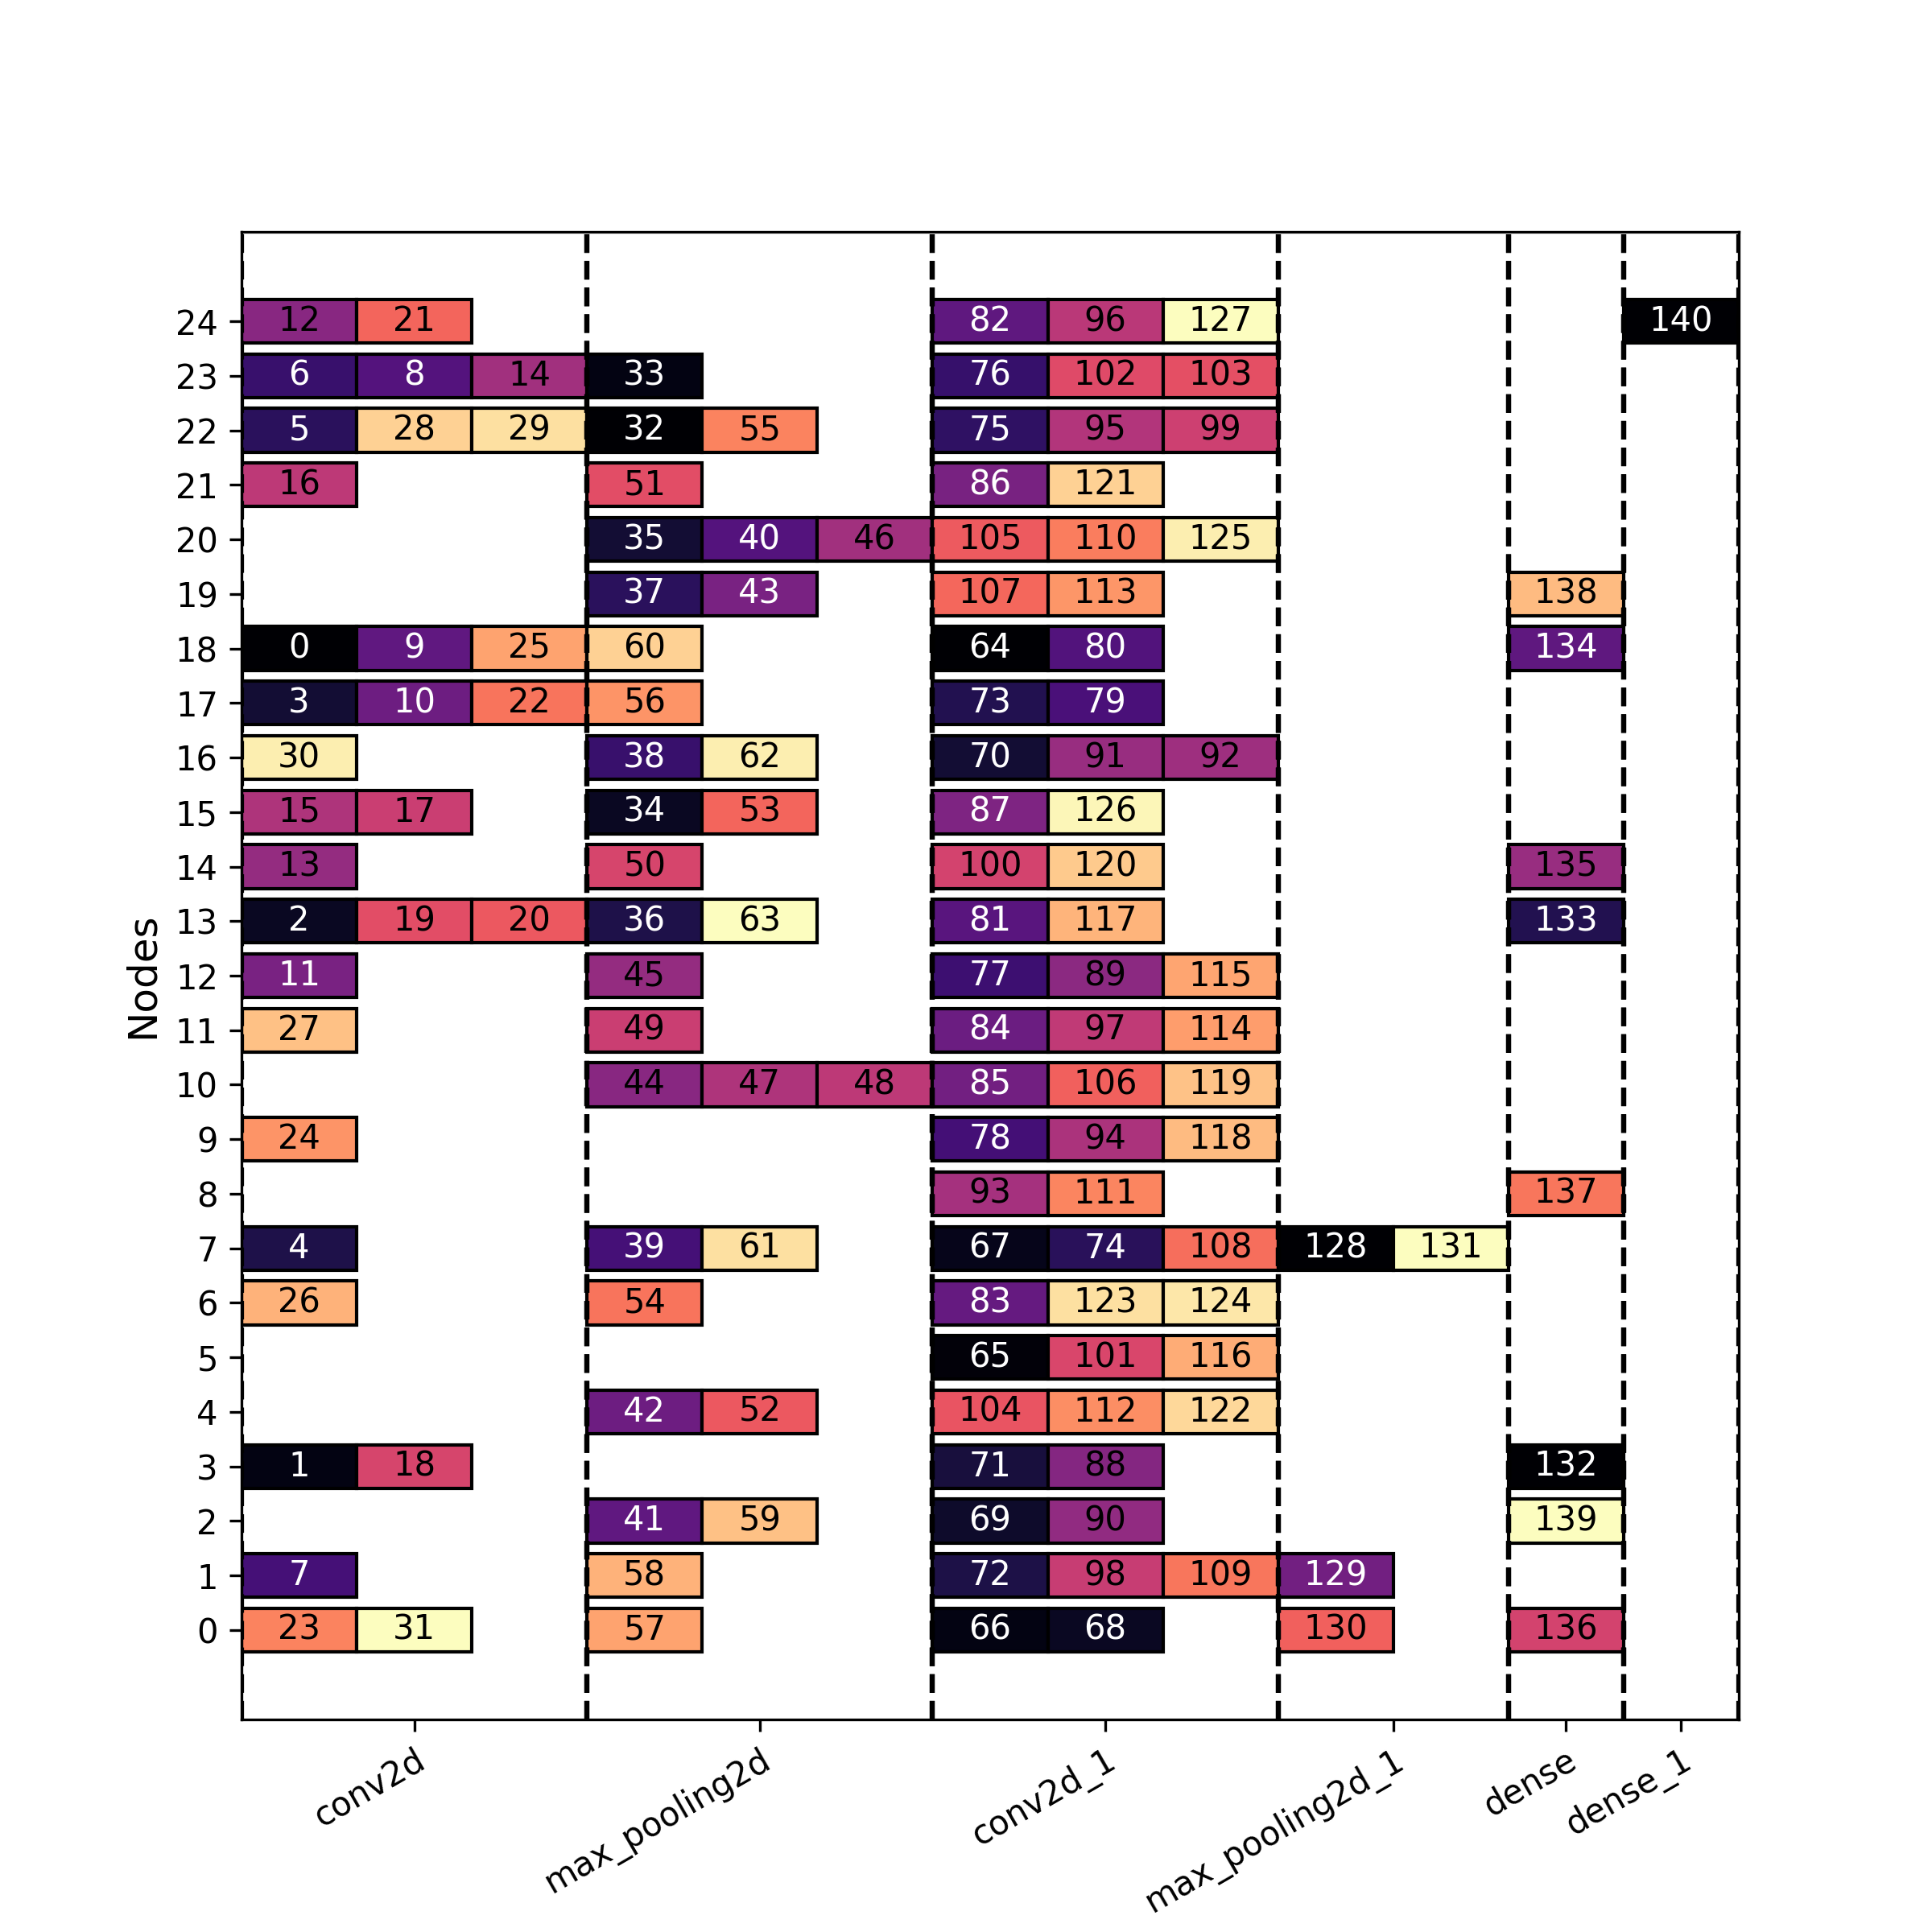 24 12 21 82 96 127 140
23 6 8 14 33 76 102 103
22 5 28 29 32 55 75 95 99
21 16 51 86 121
20 35 40 46 105 110 125
19 37 43 107 113 138
18 0 9 25 60 64 80 134
17 3 10 22 56 73 79
16 30 38 62 70 91 92
15 15 17 34 53 87 126
14 13 50 100 120 135
13 2 19 20 36 63 81 117 133
12 11 45 77 89 115
11 27 49 84 97 114
10 44 47 48 85 106 119
9 24 78 94 118
8 93 111 137
7 4 39 61 67 74 108 128 131
6 26 54 83 123 124
5 65 101 116
4 42 52 104 112 122
3 1 18 71 88 132
2 41 59 69 90 139
1 7 58 72 98 109 129
0 23 31 57 66 68 130 136
Nodes
conv2d max_pooling2d conv2d_1 max_pooling2d_1 dense dense_1